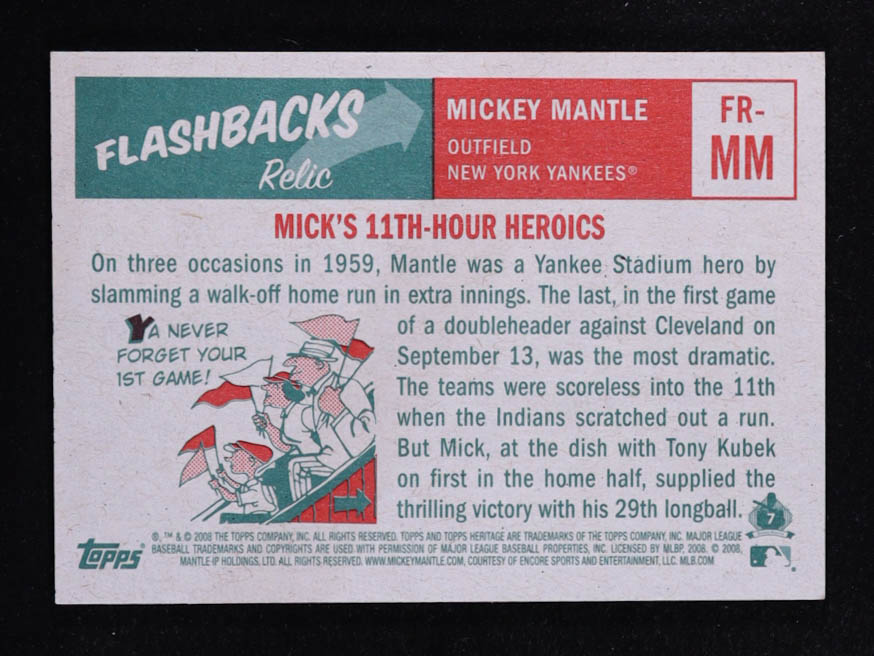 FLASHBACKS
Relic
MICKEY MANTLE
OUTFIELD
NEW YORK YANKEES®
FR-
MM
MICK'S 11TH-HOUR HEROICS
On three occasions in 1959, Mantle was a Yankee Stadium hero by
slamming a walk-off home run in extra innings. The last, in the first game
of a doubleheader against Cleveland on
September 13, was the most dramatic.
The teams were scoreless into the 11th
when the Indians scratched out a run.
But Mick, at the dish with Tony Kubek
on first in the home half, supplied the
thrilling victory with his 29th longball.
YA NEVER
FORGET YOUR
1ST GAME!
7
topps®
®, ™ & © 2008 THE TOPPS COMPANY, INC. ALL RIGHTS RESERVED. TOPPS AND TOPPS HERITAGE ARE TRADEMARKS OF THE TOPPS COMPANY, INC. MAJOR LEAGUE
BASEBALL TRADEMARKS AND COPYRIGHTS ARE USED WITH PERMISSION OF MAJOR LEAGUE BASEBALL PROPERTIES, INC. LICENSED BY MLBP, 2008. © 2008,
MANTLE-IP HOLDINGS, LTD. ALL RIGHTS RESERVED. WWW.MICKEYMANTLE.COM, COURTESY OF ENCORE SPORTS AND ENTERTAINMENT, LLC. MLB.COM